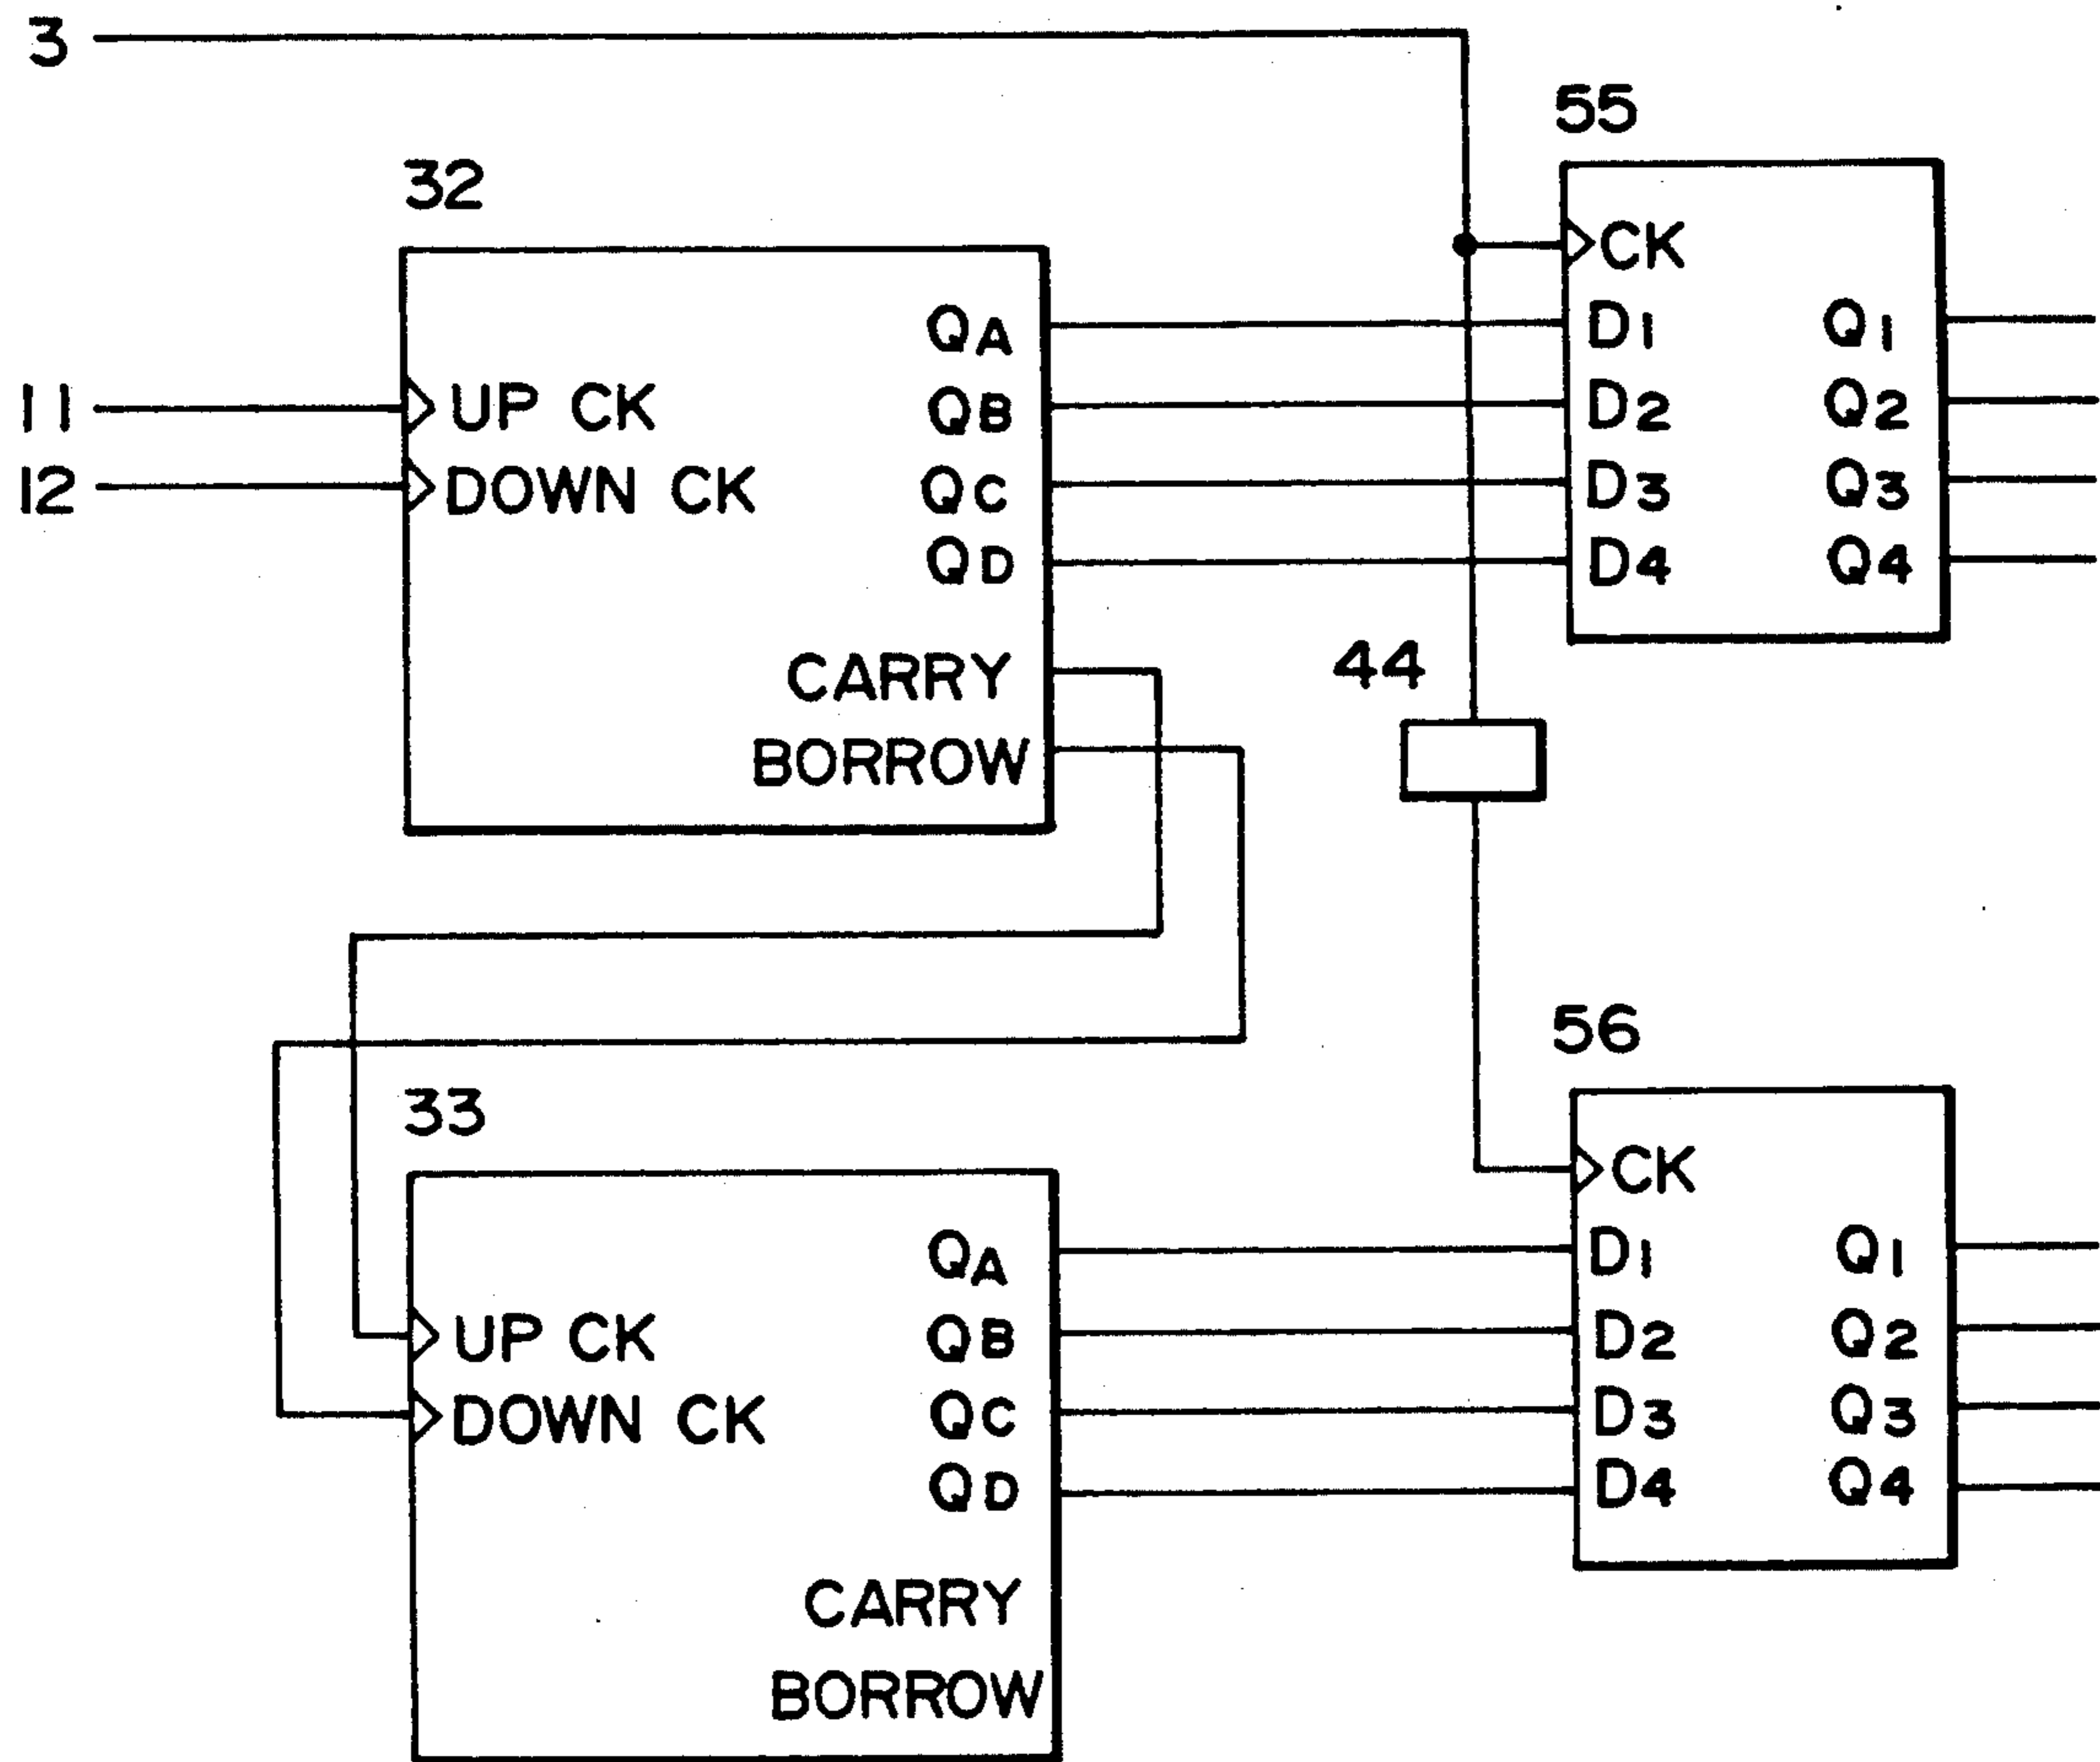 3
55
32
CK
QA D1 Q1
11 UP CK QB D2 Q2
12 DOWN CK QC D3 Q3
QD D4 Q4
CARRY 44
BORROW
56
33
CK
QA D1 Q1
UP CK QB D2 Q2
DOWN CK QC D3 Q3
QD D4 Q4
CARRY
BORROW